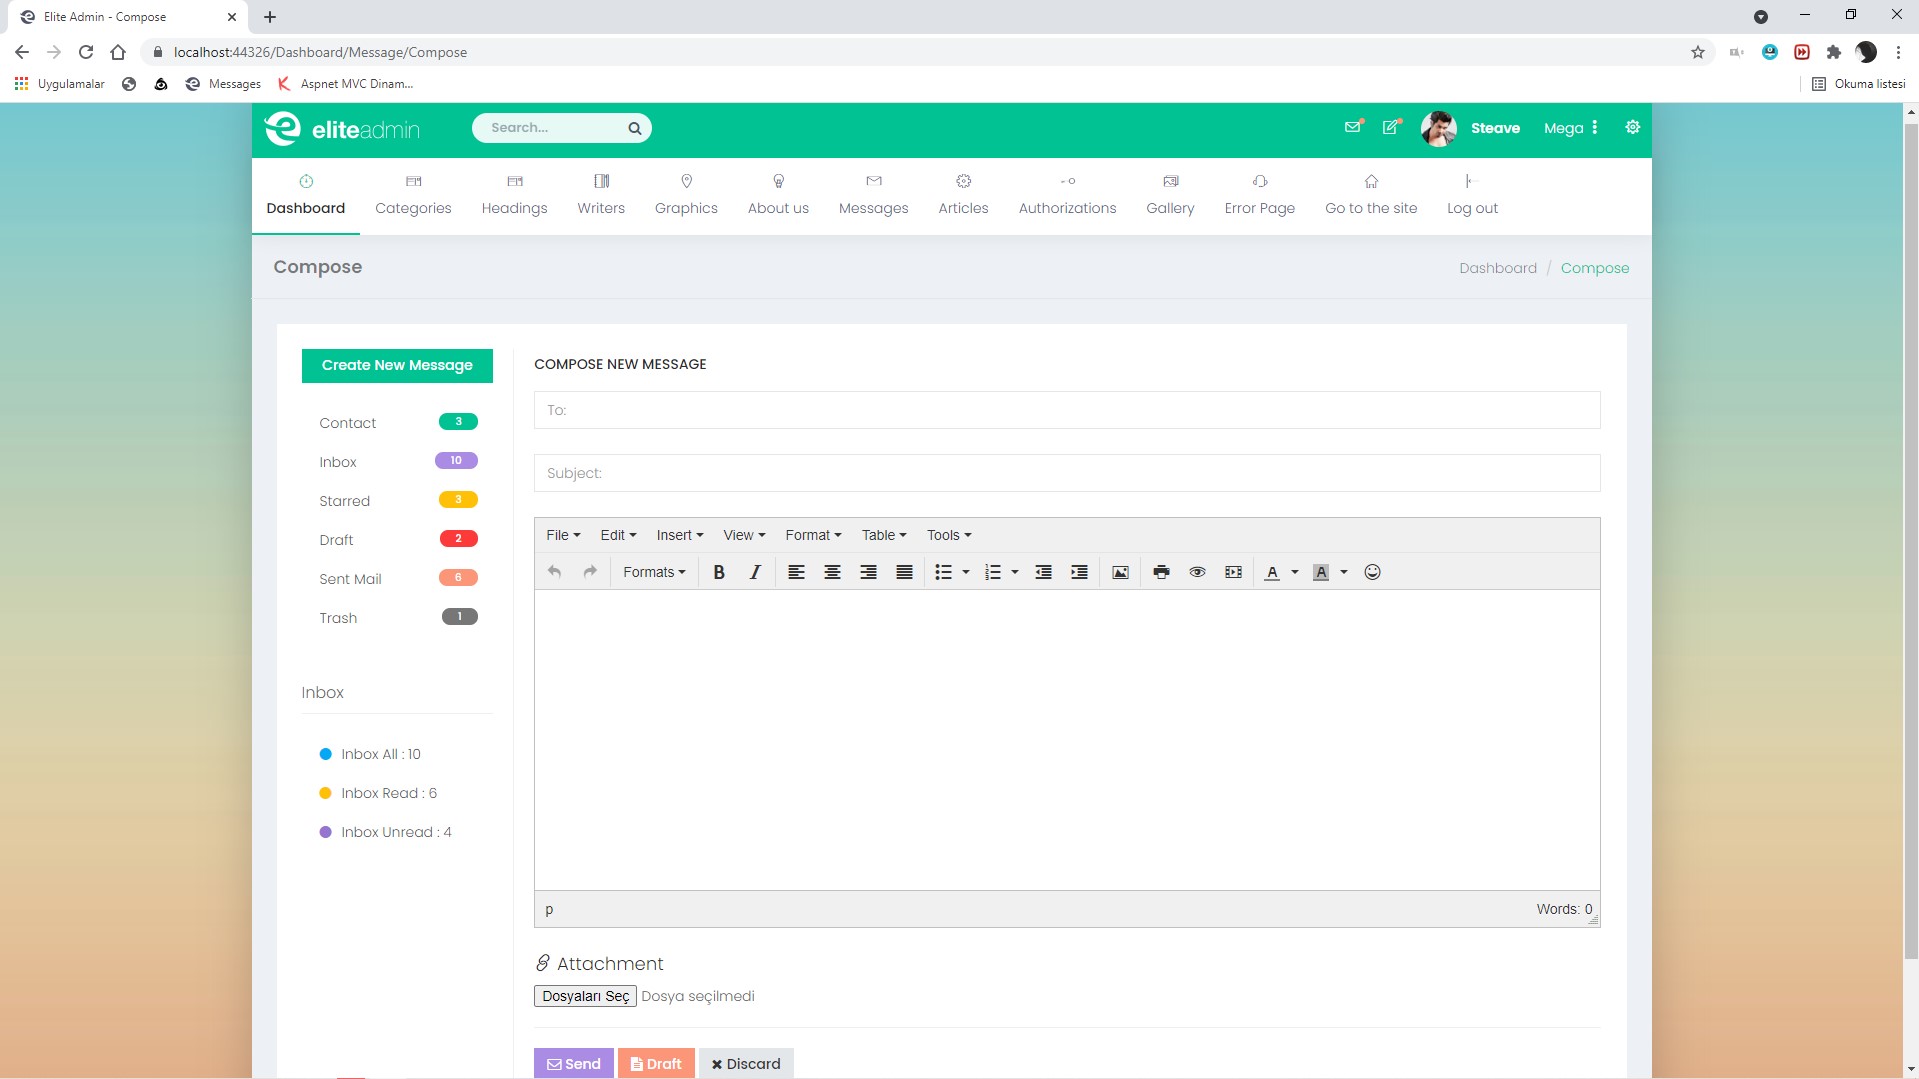 Elite Admin - Compose
localhost:44326/Dashboard/Message/Compose
Uygulamalar
Messages
Aspnet MVC Dinam...
Okuma listesi
eliteadmin
Search...
Steave
Mega
Dashboard
Categories
Headings
Writers
Graphics
About us
Messages
Articles
Authorizations
Gallery
Error Page
Go to the site
Log out
Compose
Dashboard / Compose
Create New Message
Contact 3
Inbox 10
Starred 3
Draft 2
Sent Mail 6
Trash 1
Inbox
Inbox All : 10
Inbox Read : 6
Inbox Unread : 4
COMPOSE NEW MESSAGE
To:
Subject:
File Edit Insert View Format Table Tools
Formats B I A A
p
Words: 0
Attachment
Dosyaları Seç Dosya seçilmedi
Send Draft Discard